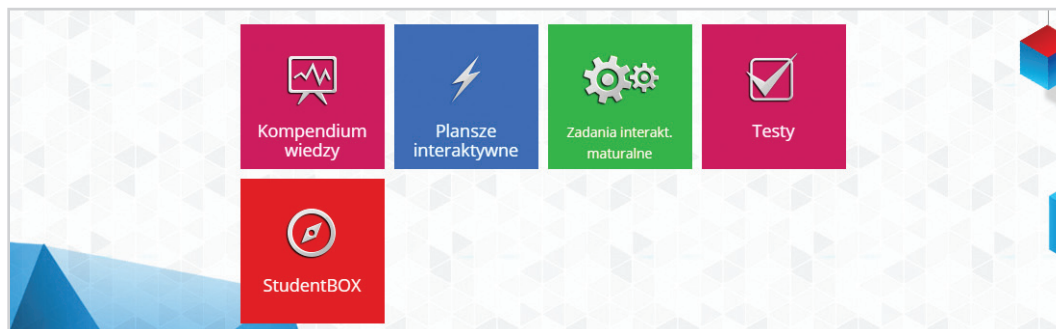 Kompendium
wiedzy
Plansze
interaktywne
Zadania interakt.
maturalne
Testy
StudentBOX